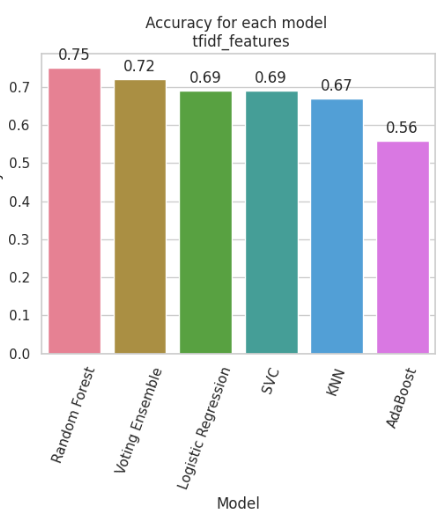 Accuracy for each model
tfidf_features
0.75
0.72
0.69
0.69
0.67
0.56
0.7
0.6
0.5
0.4
0.3
0.2
0.1
0.0
Random Forest
Voting Ensemble
Logistic Regression
SVC
KNN
AdaBoost
Model